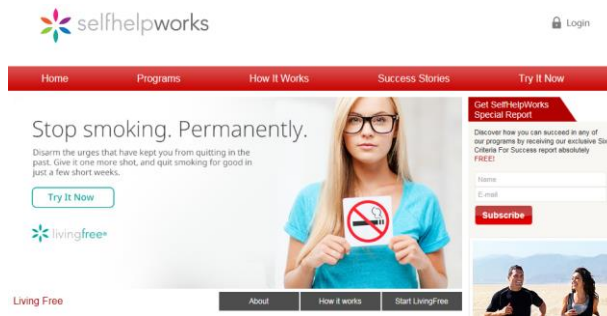 selfhelpworks
Login
Home
Programs
How It Works
Success Stories
Try It Now
Stop smoking. Permanently.
Disarm the urges that have kept you from quitting in the
past. Give it one more shot, and quit smoking for good in
just a few short weeks.
Try It Now
livingfree®
Get SelfHelpWorks
Special Report
Discover how you can succeed in any of
our programs by receiving our exclusive Six
Criteria For Success report absolutely
FREE!
Name
E-mail
Subscribe
Living Free
About
How it works
Start LivingFree